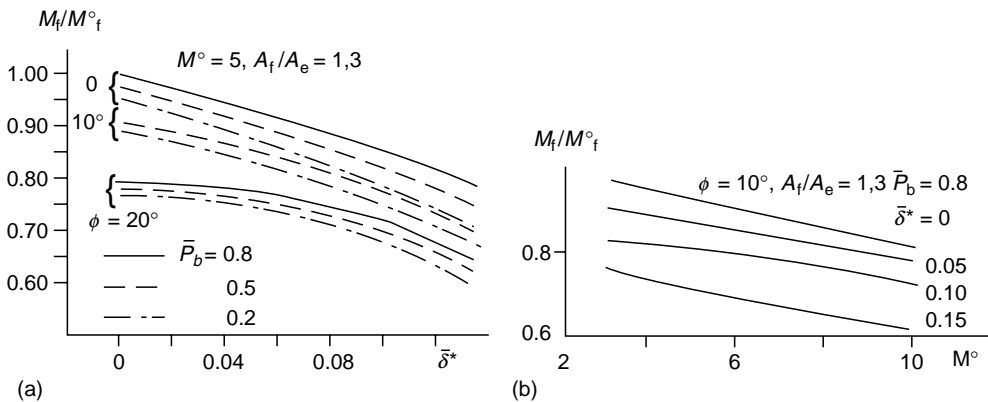 M_f/M°_f
M° = 5, A_f/A_e = 1,3
1.00
0
0.90
10°
0.80
0.70
ϕ = 20°
0.60
P̄_b = 0.8
0.5
0.2
0
0.04
0.08
δ̄*
(a)
M_f/M°_f
ϕ = 10°, A_f/A_e = 1,3 P̄_b = 0.8
δ̄* = 0
0.8
0.05
0.10
0.15
0.6
2
6
10
M°
(b)